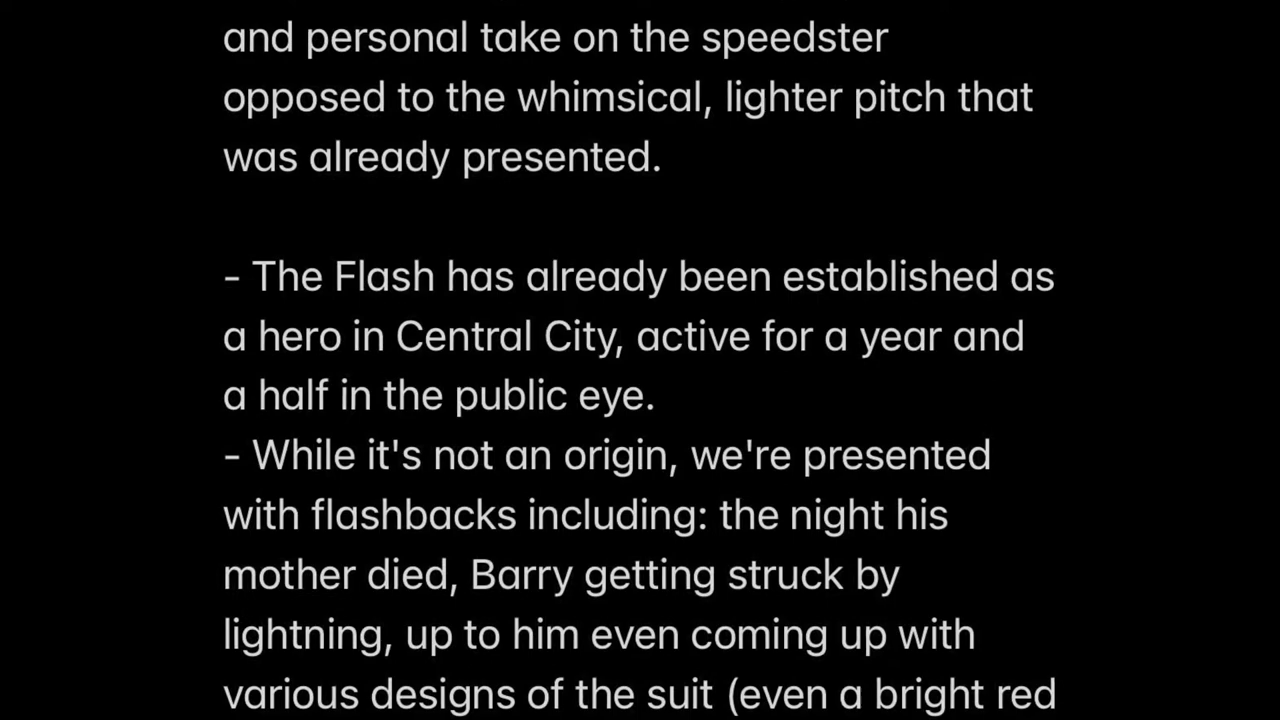 and personal take on the speedster
opposed to the whimsical, lighter pitch that
was already presented.
- The Flash has already been established as
a hero in Central City, active for a year and
a half in the public eye.
- While it's not an origin, we're presented
with flashbacks including: the night his
mother died, Barry getting struck by
lightning, up to him even coming up with
various designs of the suit (even a bright red